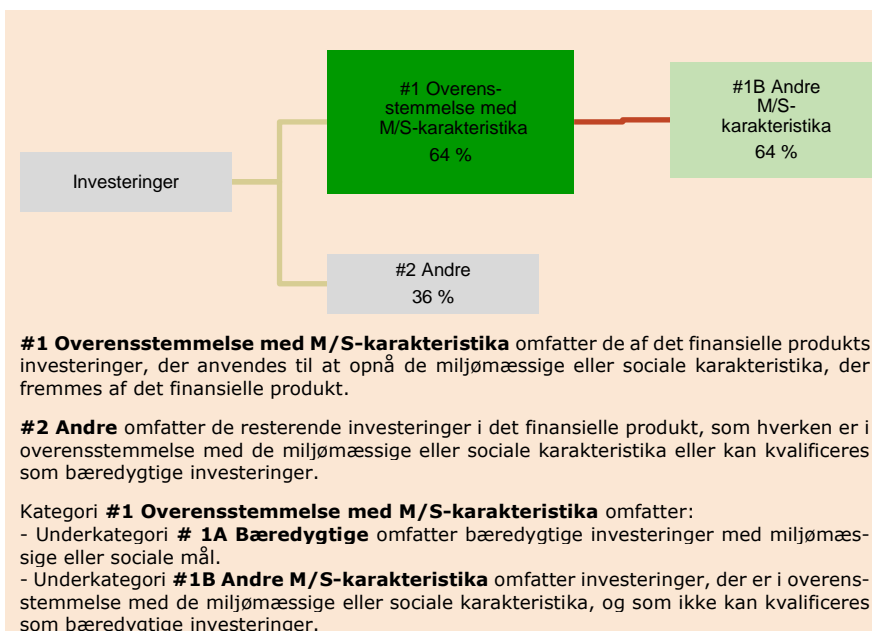 #1 Overens-
stemmelse med
M/S-karakteristika
64 %
#1B Andre
M/S-
karakteristika
64 %
Investeringer
#2 Andre
36 %
#1 Overensstemmelse med M/S-karakteristika omfatter de af det finansielle produkts
investeringer, der anvendes til at opnå de miljømæssige eller sociale karakteristika, der
fremmes af det finansielle produkt.
#2 Andre omfatter de resterende investeringer i det finansielle produkt, som hverken er i
overensstemmelse med de miljømæssige eller sociale karakteristika eller kan kvalificeres
som bæredygtige investeringer.
Kategori #1 Overensstemmelse med M/S-karakteristika omfatter:
- Underkategori # 1A Bæredygtige omfatter bæredygtige investeringer med miljømæs-
sige eller sociale mål.
- Underkategori #1B Andre M/S-karakteristika omfatter investeringer, der er i overens-
stemmelse med de miljømæssige eller sociale karakteristika, og som ikke kan kvalificeres
som bæredygtige investeringer.